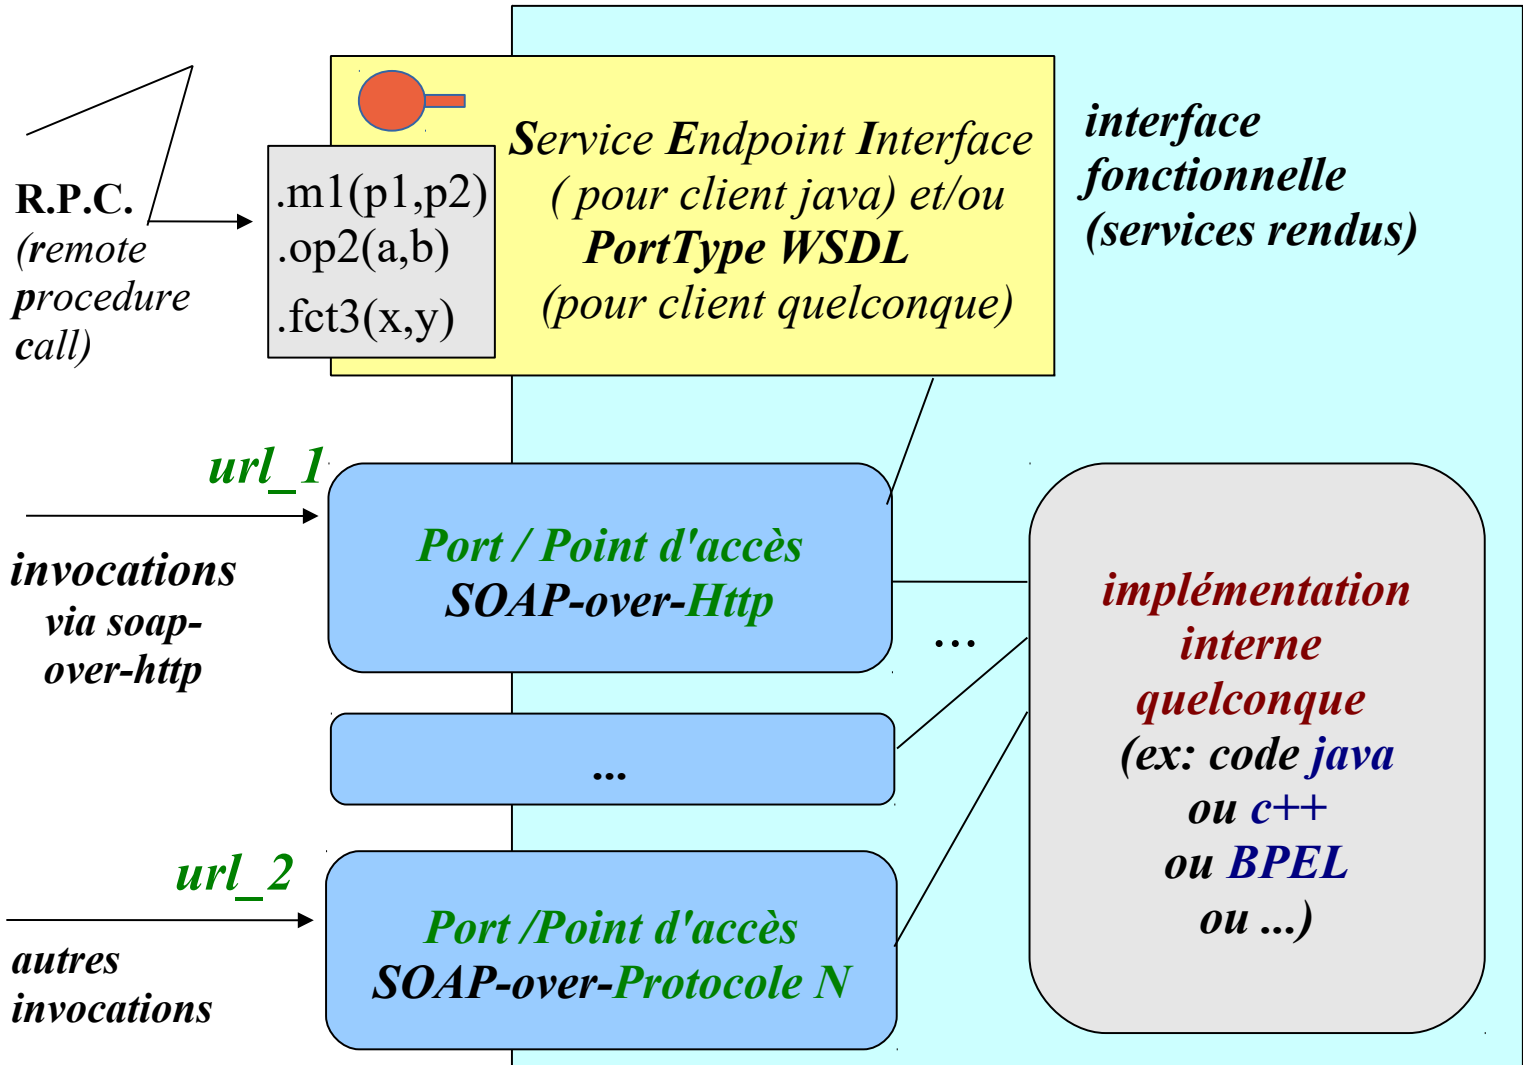 R.P.C.
(remote
procedure
call)
.m1(p1,p2)
.op2(a,b)
.fct3(x,y)
Service Endpoint Interface
( pour client java) et/ou
PortType WSDL
(pour client quelconque)
interface
fonctionnelle
(services rendus)
url_1
invocations
via soap-
over-http
Port / Point d'accès
SOAP-over-Http
...
...
url_2
autres
invocations
Port /Point d'accès
SOAP-over-Protocole N
implémentation
interne
quelconque
(ex: code java
ou c++
ou BPEL
ou ...)